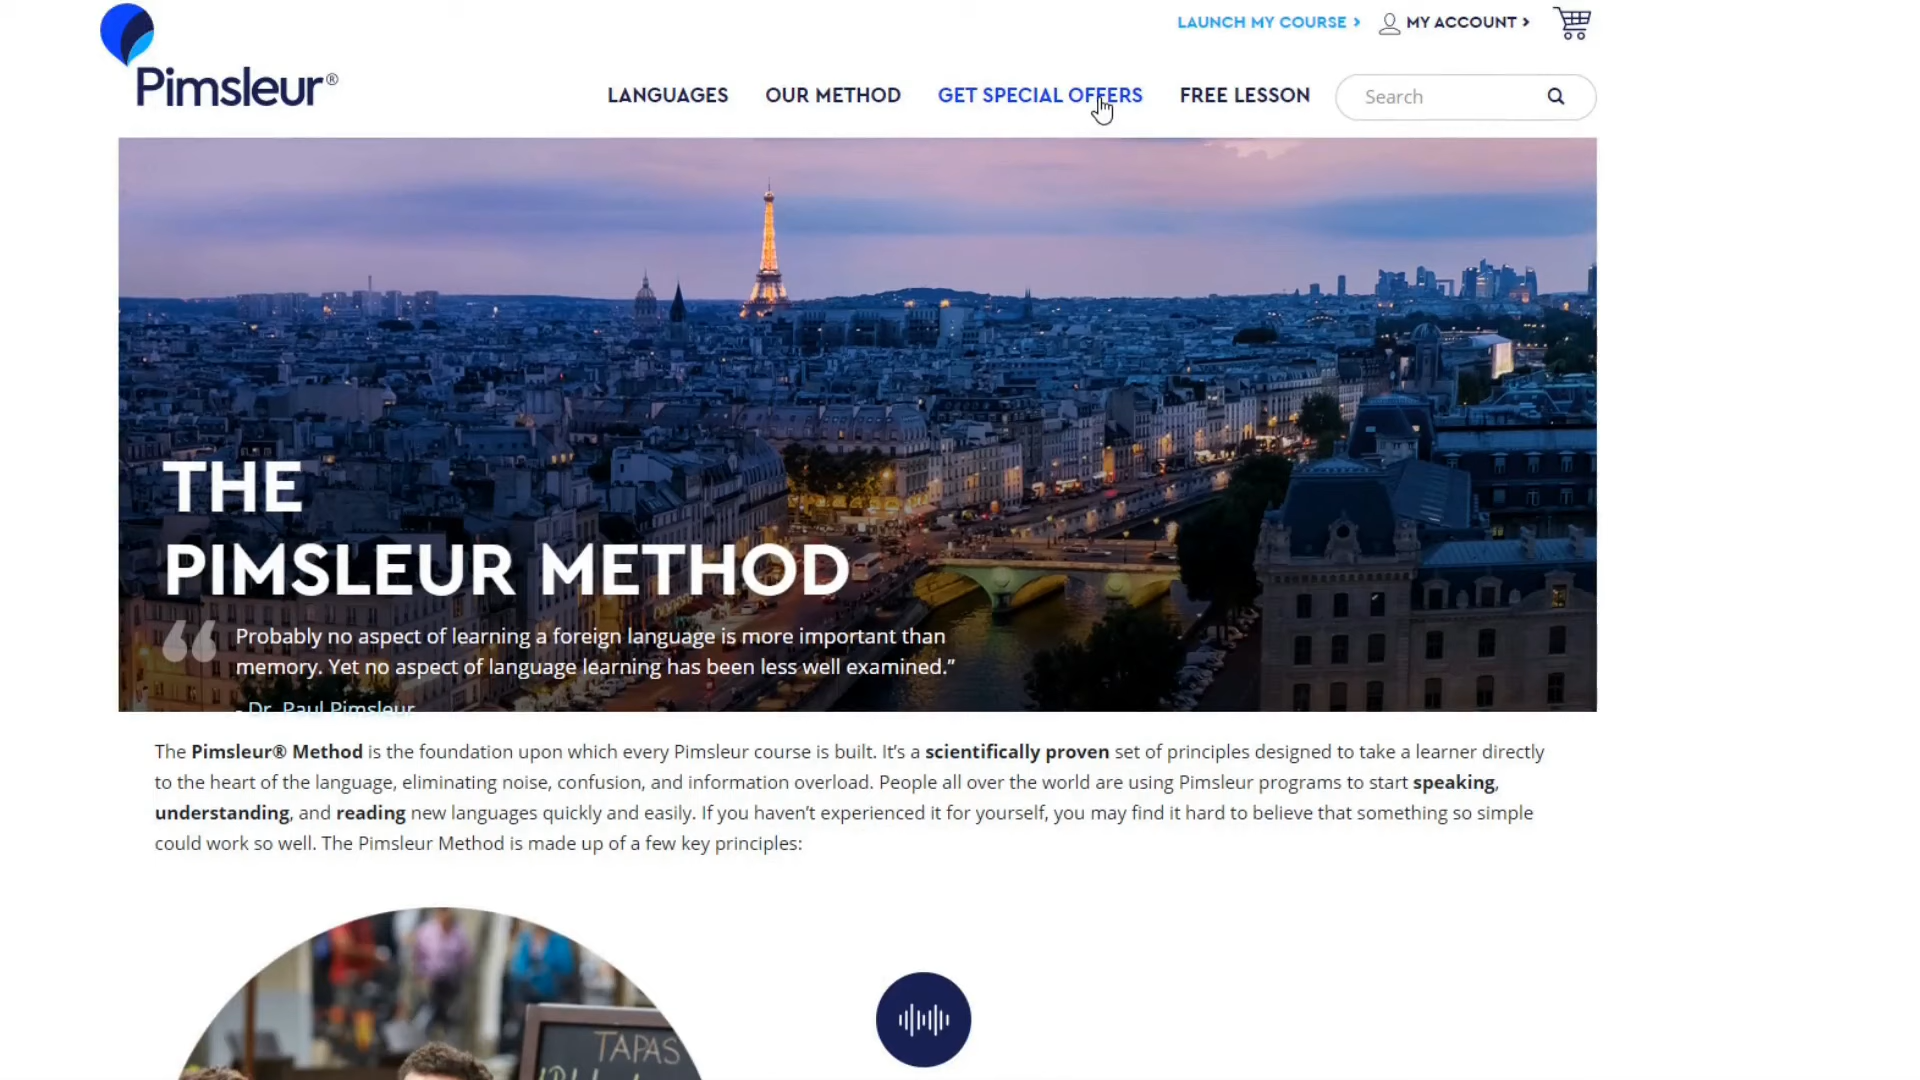 LAUNCH MY COURSE >
MY ACCOUNT >
Pimsleur®
LANGUAGES
OUR METHOD
GET SPECIAL OFFERS
FREE LESSON
Search
THE
PIMSLEUR METHOD
“Probably no aspect of learning a foreign language is more important than
memory. Yet no aspect of language learning has been less well examined.”
- Dr. Paul Pimsleur
The Pimsleur® Method is the foundation upon which every Pimsleur course is built. It’s a scientifically proven set of principles designed to take a learner directly
to the heart of the language, eliminating noise, confusion, and information overload. People all over the world are using Pimsleur programs to start speaking,
understanding, and reading new languages quickly and easily. If you haven’t experienced it for yourself, you may find it hard to believe that something so simple
could work so well. The Pimsleur Method is made up of a few key principles:
TAPAS